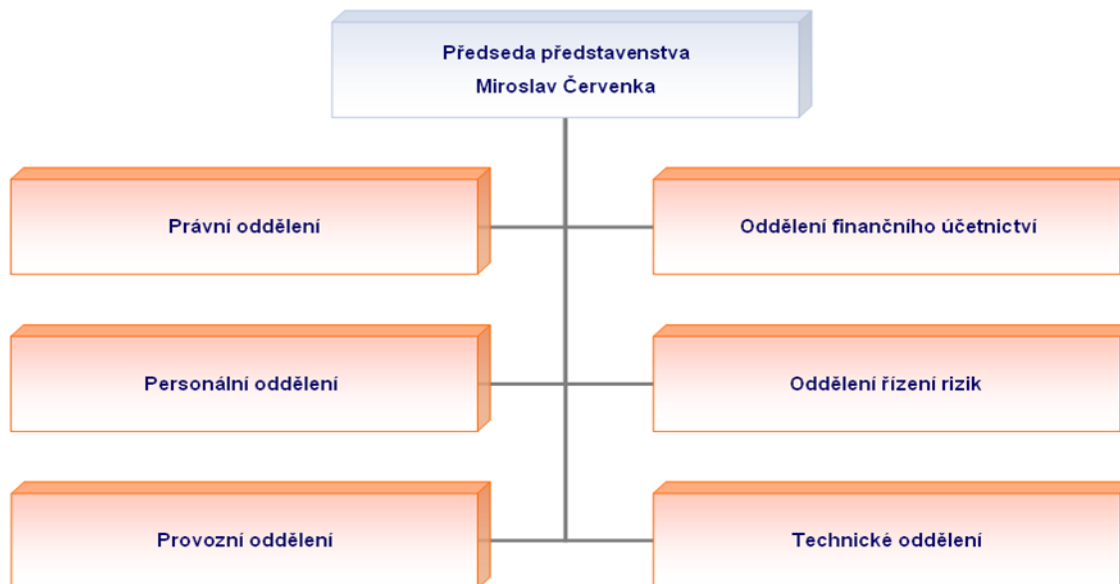 Předseda představenstva
Miroslav Červenka
Právní oddělení
Oddělení finančního účetnictví
Personální oddělení
Oddělení řízení rizik
Provozní oddělení
Technické oddělení